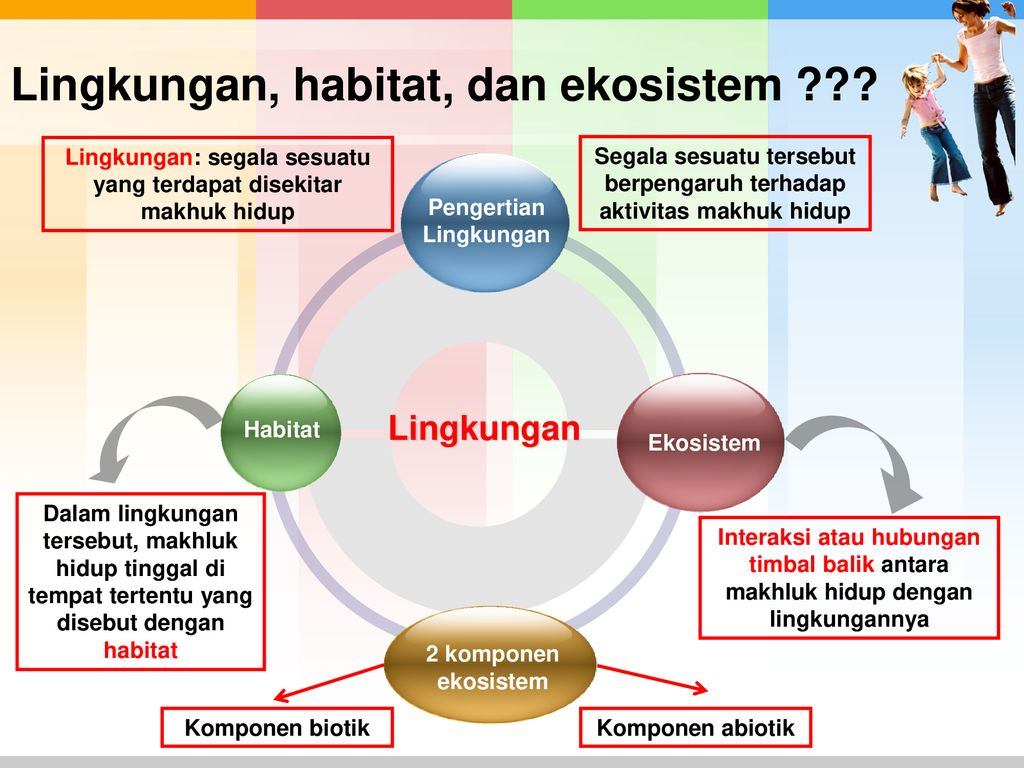 Lingkungan, habitat, dan ekosistem ???
Lingkungan: segala sesuatu
yang terdapat disekitar
makhuk hidup
Pengertian
Lingkungan
Segala sesuatu tersebut
berpengaruh terhadap
aktivitas makhuk hidup
Habitat
Lingkungan
Ekosistem
Dalam lingkungan
tersebut, makhluk
hidup tinggal di
tempat tertentu yang
disebut dengan
habitat
Interaksi atau hubungan
timbal balik antara
makhluk hidup dengan
lingkungannya
2 komponen
ekosistem
Komponen biotik
Komponen abiotik